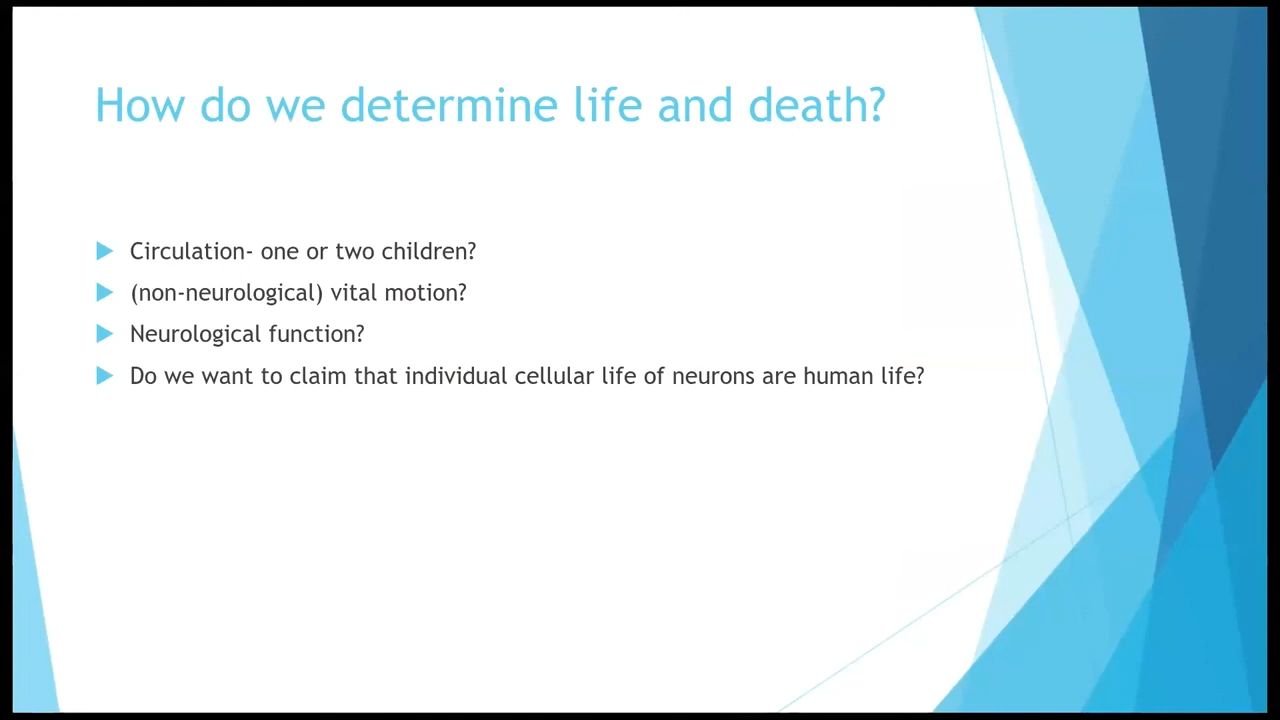 How do we determine life and death?
Circulation- one or two children?
(non-neurological) vital motion?
Neurological function?
Do we want to claim that individual cellular life of neurons are human life?